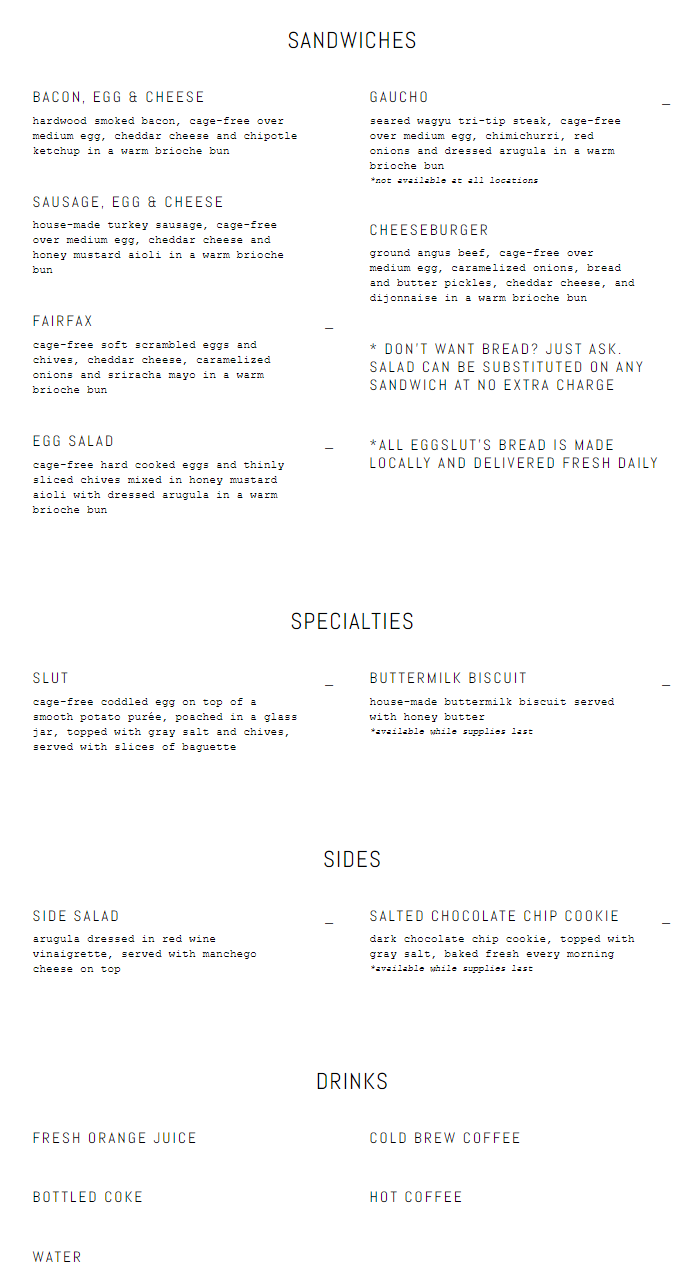 SANDWICHES
BACON, EGG & CHEESE
hardwood smoked bacon, cage-free over
medium egg, cheddar cheese and chipotle
ketchup in a warm brioche bun
SAUSAGE, EGG & CHEESE
house-made turkey sausage, cage-free
over medium egg, cheddar cheese and
honey mustard aioli in a warm brioche
bun
FAIRFAX _
cage-free soft scrambled eggs and
chives, cheddar cheese, caramelized
onions and sriracha mayo in a warm
brioche bun
EGG SALAD _
cage-free hard cooked eggs and thinly
sliced chives mixed in honey mustard
aioli with dressed arugula in a warm
brioche bun
GAUCHO _
seared wagyu tri-tip steak, cage-free
over medium egg, chimichurri, red
onions and dressed arugula in a warm
brioche bun
*not available at all locations
CHEESEBURGER
ground angus beef, cage-free over
medium egg, caramelized onions, bread
and butter pickles, cheddar cheese, and
dijonnaise in a warm brioche bun
* DON'T WANT BREAD? JUST ASK.
SALAD CAN BE SUBSTITUTED ON ANY
SANDWICH AT NO EXTRA CHARGE
*ALL EGGSLUT'S BREAD IS MADE
LOCALLY AND DELIVERED FRESH DAILY
SPECIALTIES
SLUT _
cage-free coddled egg on top of a
smooth potato purée, poached in a glass
jar, topped with gray salt and chives,
served with slices of baguette
BUTTERMILK BISCUIT _
house-made buttermilk biscuit served
with honey butter
*available while supplies last
SIDES
SIDE SALAD _
arugula dressed in red wine
vinaigrette, served with manchego
cheese on top
SALTED CHOCOLATE CHIP COOKIE _
dark chocolate chip cookie, topped with
gray salt, baked fresh every morning
*available while supplies last
DRINKS
FRESH ORANGE JUICE
BOTTLED COKE
WATER
COLD BREW COFFEE
HOT COFFEE